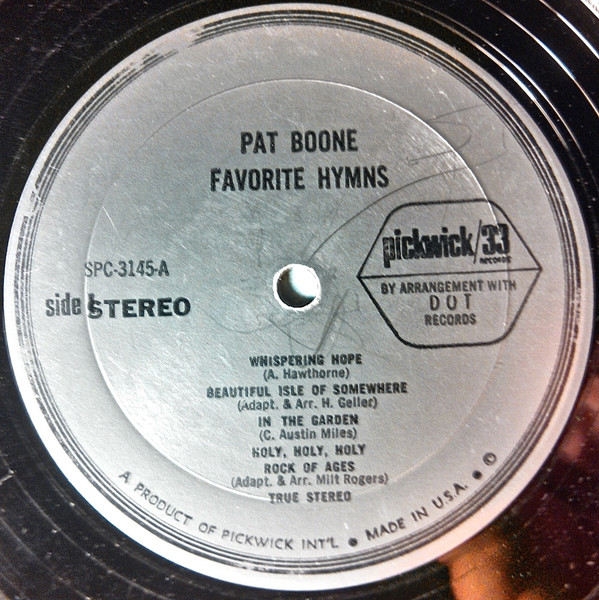 PAT BOONE
FAVORITE HYMNS
pickwick/33
RECORDS
BY ARRANGEMENT WITH
DOT
RECORDS
SPC-3145-A
side STEREO
WHISPERING HOPE
(A. Hawthorne)
BEAUTIFUL ISLE OF SOMEWHERE
(Adapt. & Arr. H. Geller)
IN THE GARDEN
(C. Austin Miles)
HOLY, HOLY, HOLY
ROCK OF AGES
(Adapt. & Arr. Milt Rogers)
TRUE STEREO
A PRODUCT OF PICKWICK INT'L ● MADE IN U.S.A. ● ©